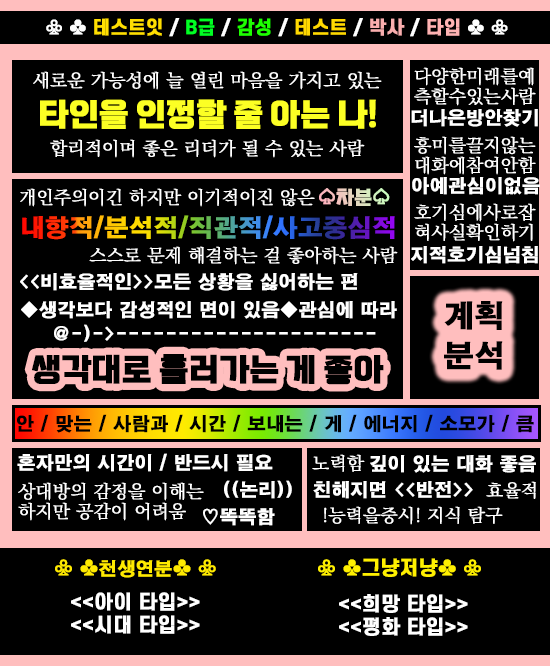 ♧ ♣ 테스트잇 / B급 / 감성 / 테스트 / 박사 / 타입 ♣ ♧
새로운 가능성에 늘 열린 마음을 가지고 있는
타인을 인정할 줄 아는 나!
합리적이며 좋은 리더가 될 수 있는 사람
다양한미래를예
측할수있는사람
더나은방안찾기
흥미를끌지않는
대화에참여안함
아예관심이없음
호기심에사로잡
혀사실확인하기
지적호기심넘침
개인주의이긴 하지만 이기적이진 않은 ♤차분♤
내향적/분석적/직관적/사고중심적
스스로 문제 해결하는 걸 좋아하는 사람
<<비효율적인>>모든 상황을 싫어하는 편
◆생각보다 감성적인 면이 있음◆관심에 따라
@-)->----------------------
생각대로 흘러가는 게 좋아
계획
분석
안 / 맞는 / 사람과 / 시간 / 보내는 / 게 / 에너지 / 소모가 / 큼
혼자만의 시간이 / 반드시 필요
상대방의 감정을 이해는 ((논리))
하지만 공감이 어려움 ♡똑똑함
노력함 깊이 있는 대화 좋음
친해지면 <<반전>> 효율적
!능력을중시! 지식 탐구
♧ ♣천생연분♣ ♧
<<아이 타입>>
<<시대 타입>>
♧ ♣그냥저냥♣ ♧
<<희망 타입>>
<<평화 타입>>